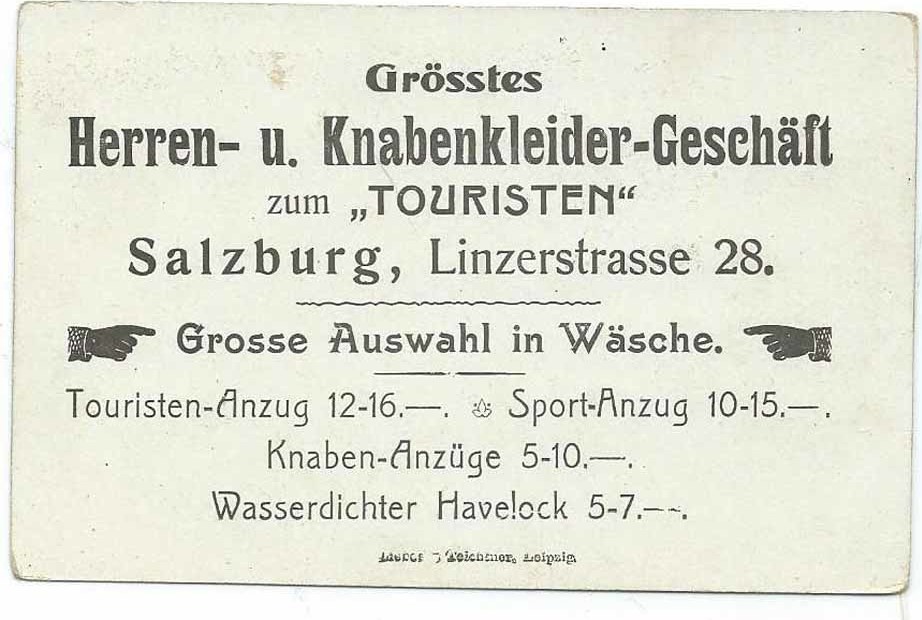 Grösstes
Herren- u. Knabenkleider-Geschäft
zum „TOURISTEN“
Salzburg, Linzerstrasse 28.
Grosse Auswahl in Wäsche.
Touristen-Anzug 12-16.—. Sport-Anzug 10-15.—.
Knaben-Anzüge 5-10.—.
Wasserdichter Havelock 5-7.—.
Leipzig